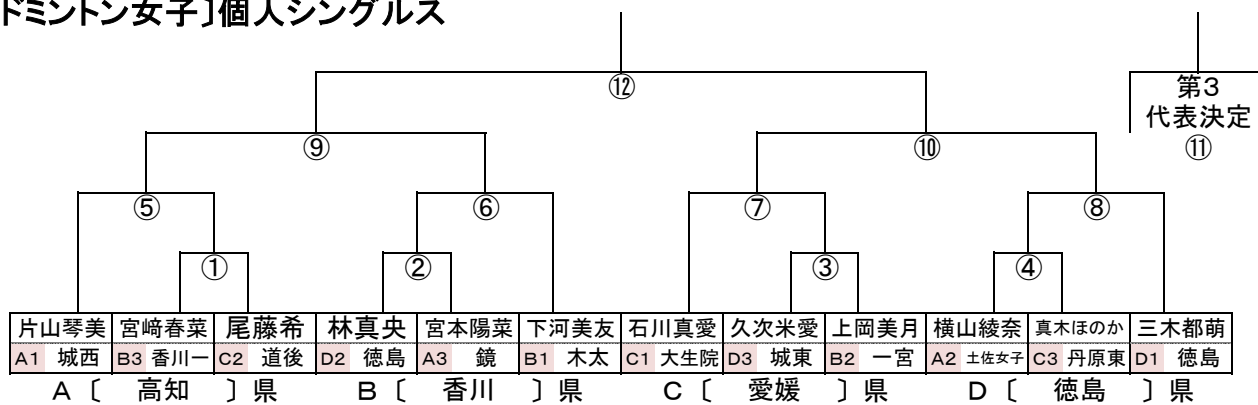 ドミントン女子〕個人シングルス
⑫
第3
代表決定
⑨ ⑩ ⑪
⑤ ⑥ ⑦ ⑧
① ② ③ ④
片山琴美 宮﨑春菜 尾藤希 林真央 宮本陽菜 下河美友 石川真愛 久次米愛 上岡美月 横山綾奈 真木ほのか 三木都萌
A1 城西 B3 香川一 C2 道後 D2 徳島 A3 鏡 B1 木太 C1 大生院 D3 城東 B2 一宮 A2 土佐女子 C3 丹原東 D1 徳島
A〔 高知 〕県 B〔 香川 〕県 C〔 愛媛 〕県 D〔 徳島 〕県